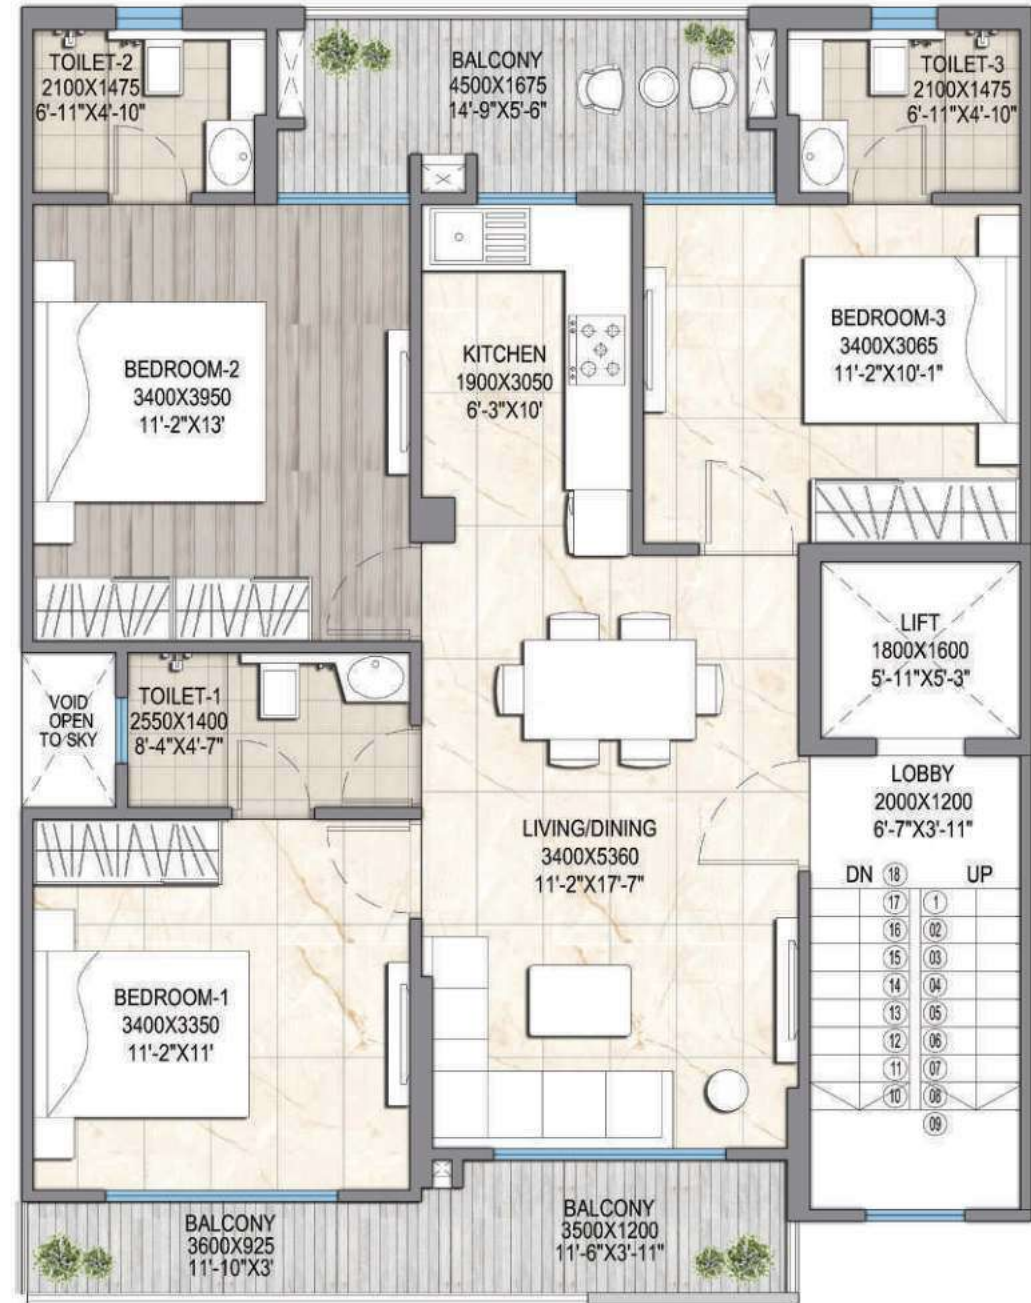 TOILET-2
2100X1475
6'-11"X4'-10"
BALCONY
4500X1675
14'-9"X5'-6"
TOILET-3
2100X1475
6'-11"X4'-10"
BEDROOM-2
3400X3950
11'-2"X13'
KITCHEN
1900X3050
6'-3"X10'
BEDROOM-3
3400X3065
11'-2"X10'-1"
LIFT
1800X1600
5'-11"X5'-3"
VOID
OPEN
TO SKY
TOILET-1
2550X1400
8'-4"X4'-7"
LOBBY
2000X1200
6'-7"X3'-11"
LIVING/DINING
3400X5360
11'-2"X17'-7"
DN 18 UP
17 1
16 02
15 03
14 04
13 05
12 06
11 07
10 08
09
BEDROOM-1
3400X3350
11'-2"X11'
BALCONY
3600X925
11'-10"X3'
BALCONY
3500X1200
11'-6"X3'-11"